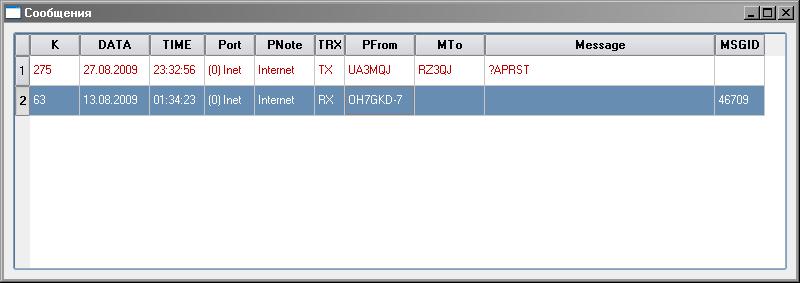 Сообщения
K DATA TIME Port PNote TRX PFrom MTo Message MSGID
1 275 27.08.2009 23:32:56 (0) Inet Internet TX UA3MQJ RZ3QJ ?APRST
2 63 13.08.2009 01:34:23 (0) Inet Internet RX OH7GKD-7 46709